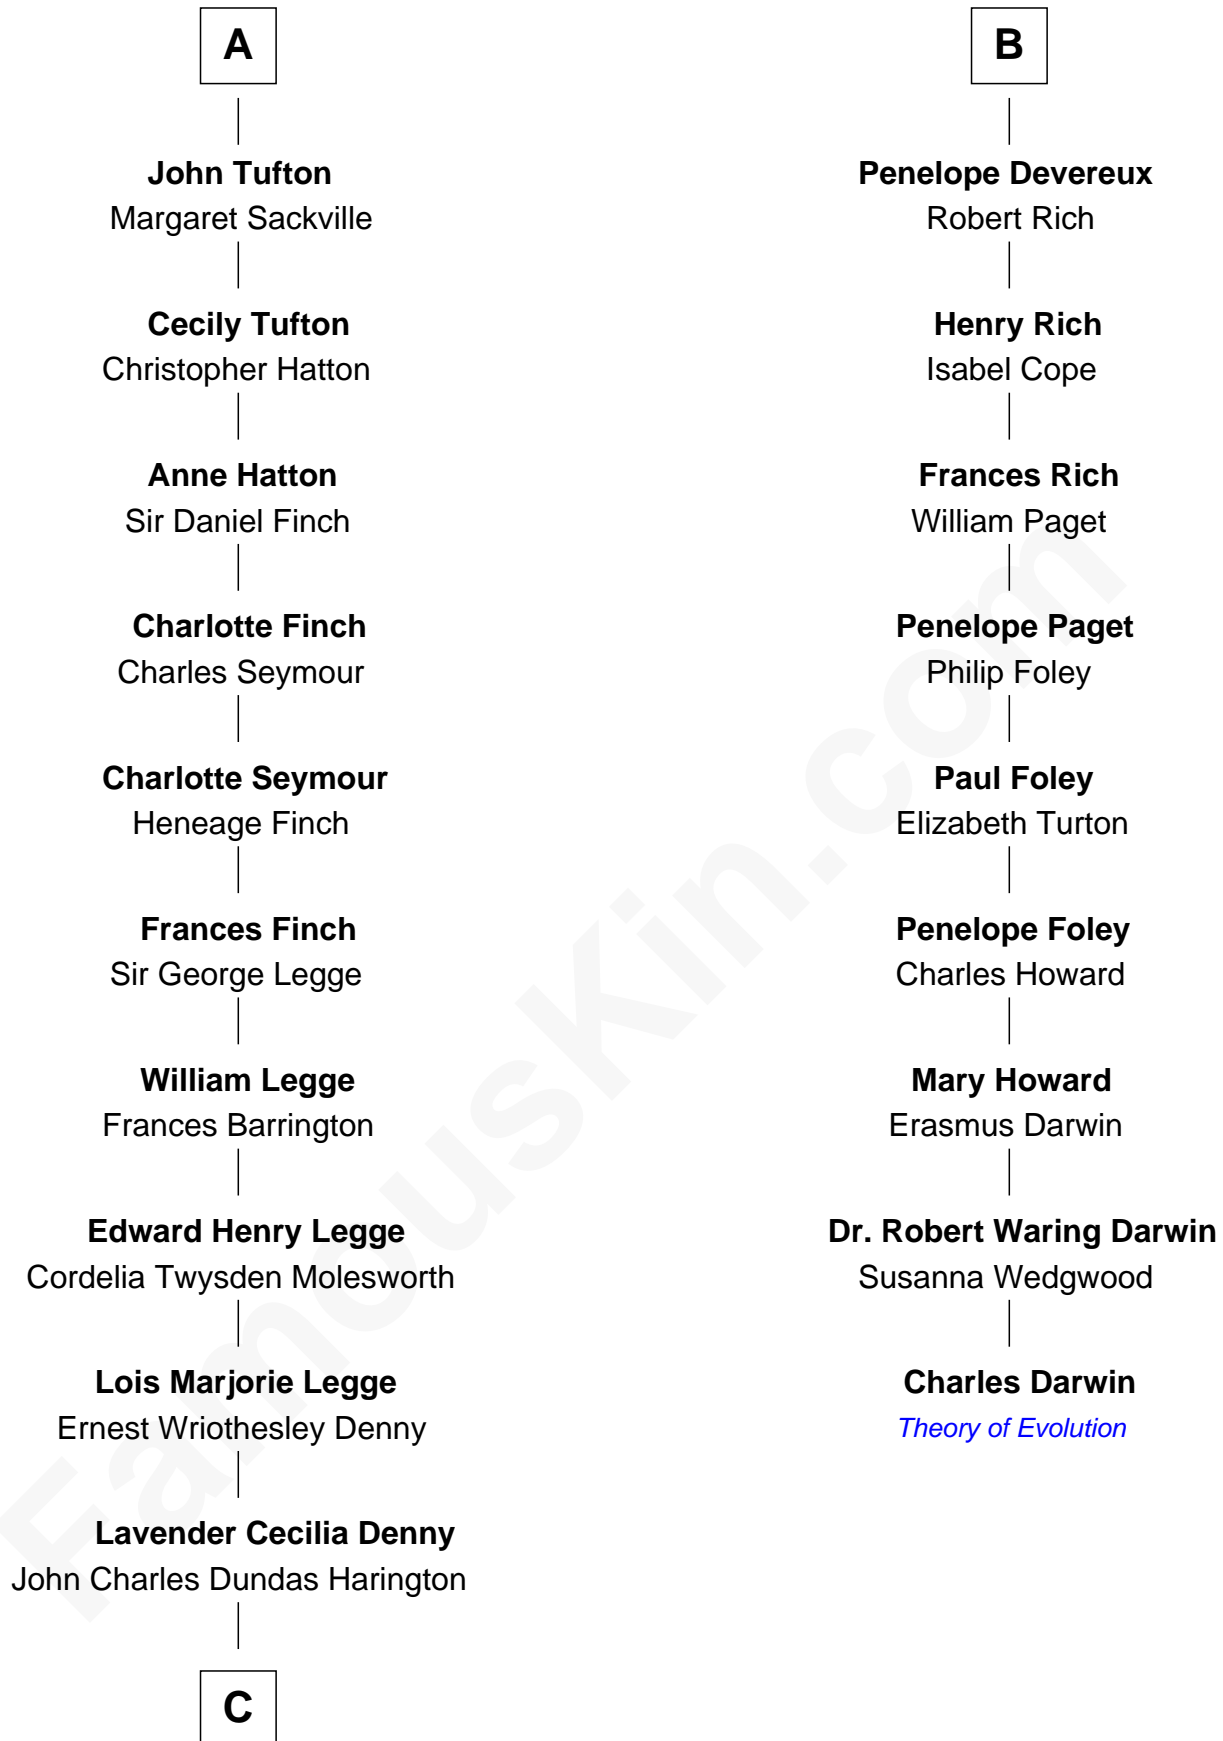 A
John Tufton
Margaret Sackville
Cecily Tufton
Christopher Hatton
Anne Hatton
Sir Daniel Finch
Charlotte Finch
Charles Seymour
Charlotte Seymour
Heneage Finch
Frances Finch
Sir George Legge
William Legge
Frances Barrington
Edward Henry Legge
Cordelia Twysden Molesworth
Lois Marjorie Legge
Ernest Wriothesley Denny
Lavender Cecilia Denny
John Charles Dundas Harington
C
B
Penelope Devereux
Robert Rich
Henry Rich
Isabel Cope
Frances Rich
William Paget
Penelope Paget
Philip Foley
Paul Foley
Elizabeth Turton
Penelope Foley
Charles Howard
Mary Howard
Erasmus Darwin
Dr. Robert Waring Darwin
Susanna Wedgwood
Charles Darwin
Theory of Evolution
FamousKin.com